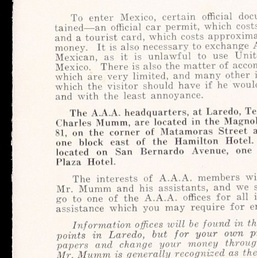 To enter Mexico, certain official docu
tained—an official car permit, which costs
and a tourist card, which costs approxima
money. It is also necessary to exchange A
Mexican, as it is unlawful to use Unit
Mexico. There is also the matter of accom
which are very limited, and many other i
which the visitor should have if he would
and with the least annoyance.
The A.A.A. headquarters, at Laredo, Te
Charles Mumm, are located in the Magnol
81, on the corner of Matamoras Street a
one block east of the Hamilton Hotel.
located on San Bernardo Avenue, one
Plaza Hotel.
The interests of A.A.A. members wi
Mr. Mumm and his assistants, and we s
go to one of the A.A.A. offices for all i
assistance which you may require for en
Information offices will be found in th
points in Laredo, but for your own p
papers and change your money throug
Mr. Mumm is generally recognized as the